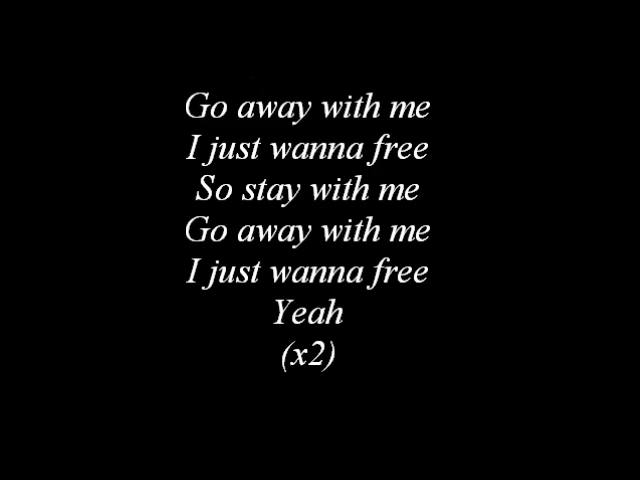 Go away with me
I just wanna free
So stay with me
Go away with me
I just wanna free
Yeah
(x2)